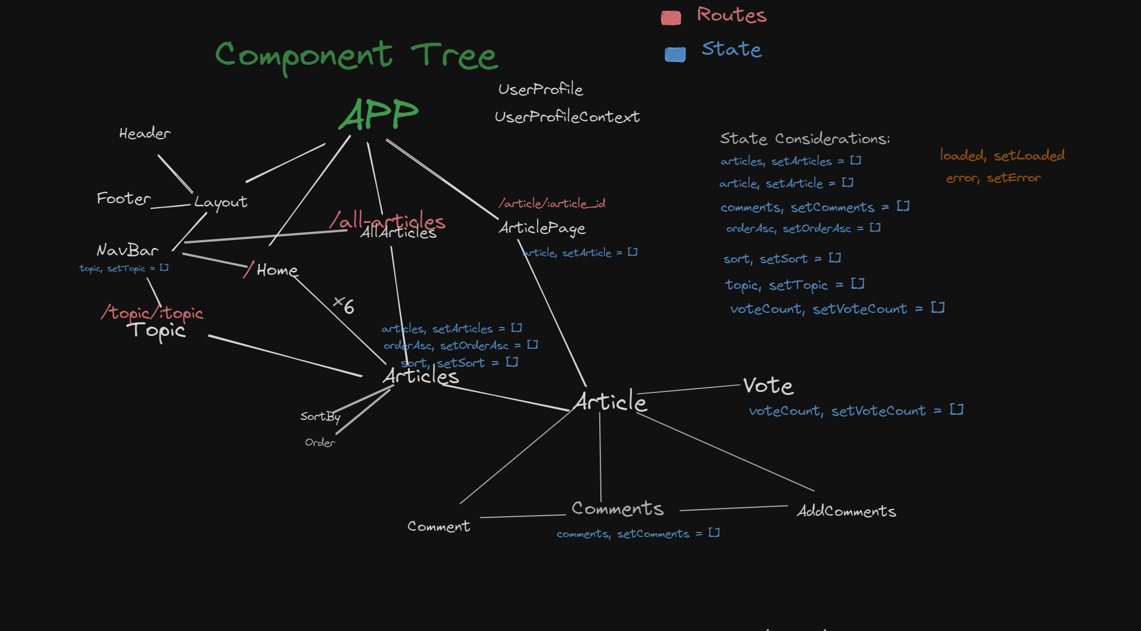 Routes
State
Component Tree
APP
UserProfile
UserProfileContext
Header
Footer
Layout
NavBar
topic, setTopic = []
/topic/:topic
Topic
/ Home
/all-articles
AllArticles
/article/:article_id
ArticlePage
article, setArticle = []
x6
articles, setArticles = []
orderAsc, setOrderAsc = []
sort, setSort = []
Articles
SortBy
Order
Article
Vote
voteCount, setVoteCount = []
Comment
Comments
comments, setComments = []
AddComments
State Considerations:
articles, setArticles = []
article, setArticle = []
comments, setComments = []
orderAsc, setOrderAsc = []
sort, setSort = []
topic, setTopic = []
voteCount, setVoteCount = []
loaded, setLoaded
error, setError